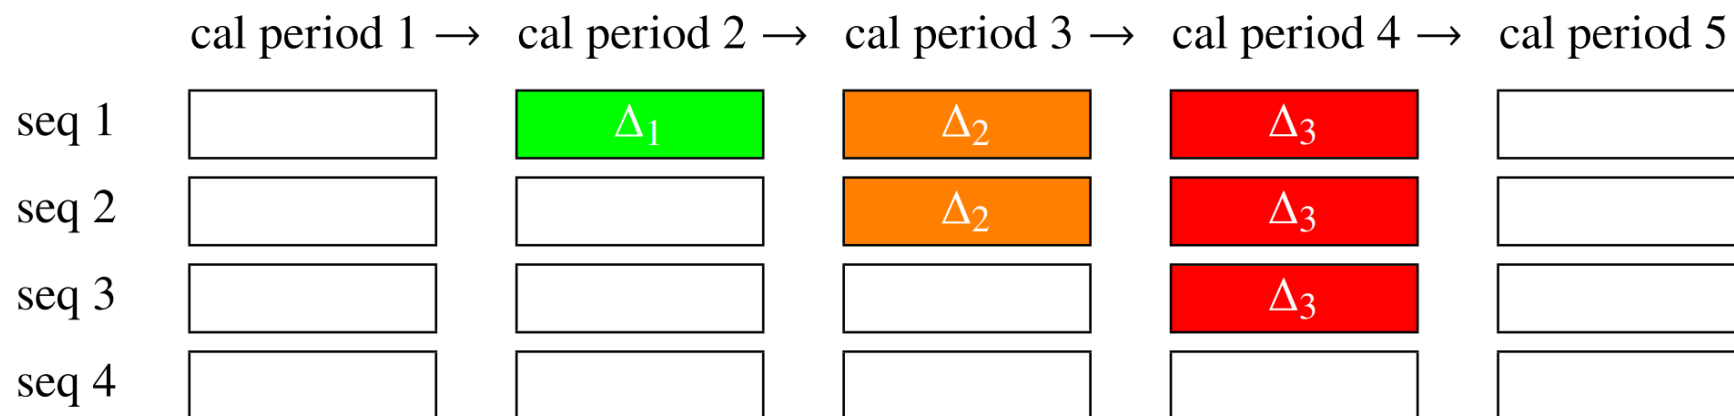 cal period 1 → cal period 2 → cal period 3 → cal period 4 → cal period 5
seq 1 Δ₁ Δ₂ Δ₃
seq 2 Δ₂ Δ₃
seq 3 Δ₃
seq 4